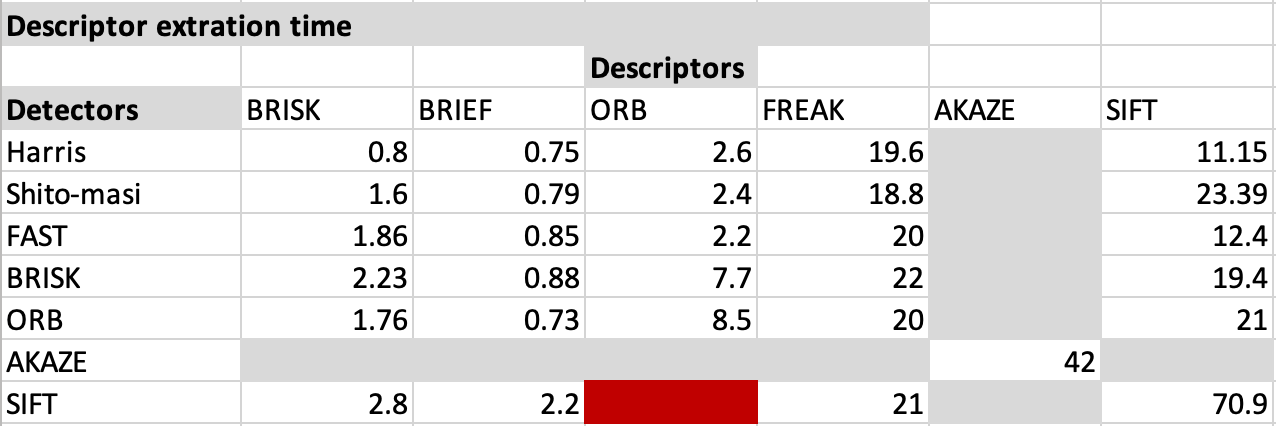 Descriptor extration time
Descriptors
Detectors BRISK BRIEF ORB FREAK AKAZE SIFT
Harris 0.8 0.75 2.6 19.6 11.15
Shito-masi 1.6 0.79 2.4 18.8 23.39
FAST 1.86 0.85 2.2 20 12.4
BRISK 2.23 0.88 7.7 22 19.4
ORB 1.76 0.73 8.5 20 21
AKAZE 42
SIFT 2.8 2.2 21 70.9